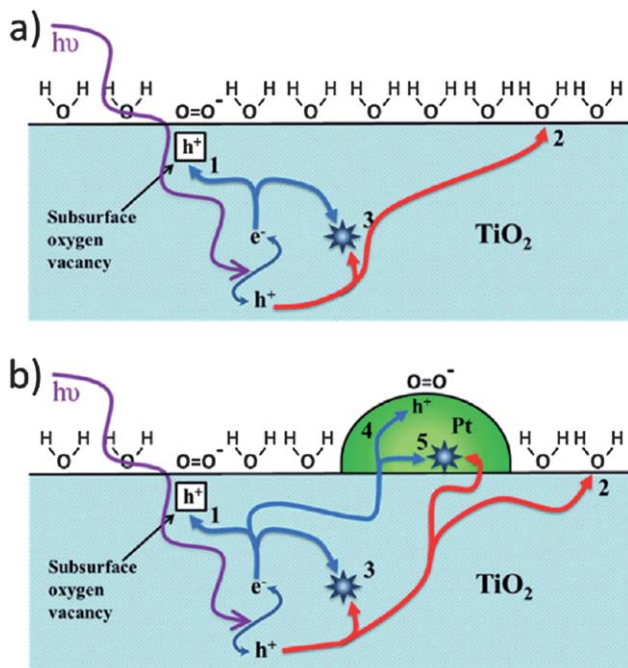 a)
hυ
H H H H H H H H H H H H H H H H
O O O=O⁻ O O O O O O
h⁺ 1 2
Subsurface
oxygen
vacancy
3
e⁻
TiO₂
h⁺
b)
hυ
O=O⁻
h⁺
4 Pt
H H H H H H H H H H
O O O=O⁻ O O 5 O O
h⁺ 1 2
Subsurface
oxygen
vacancy
e⁻ 3
TiO₂
h⁺